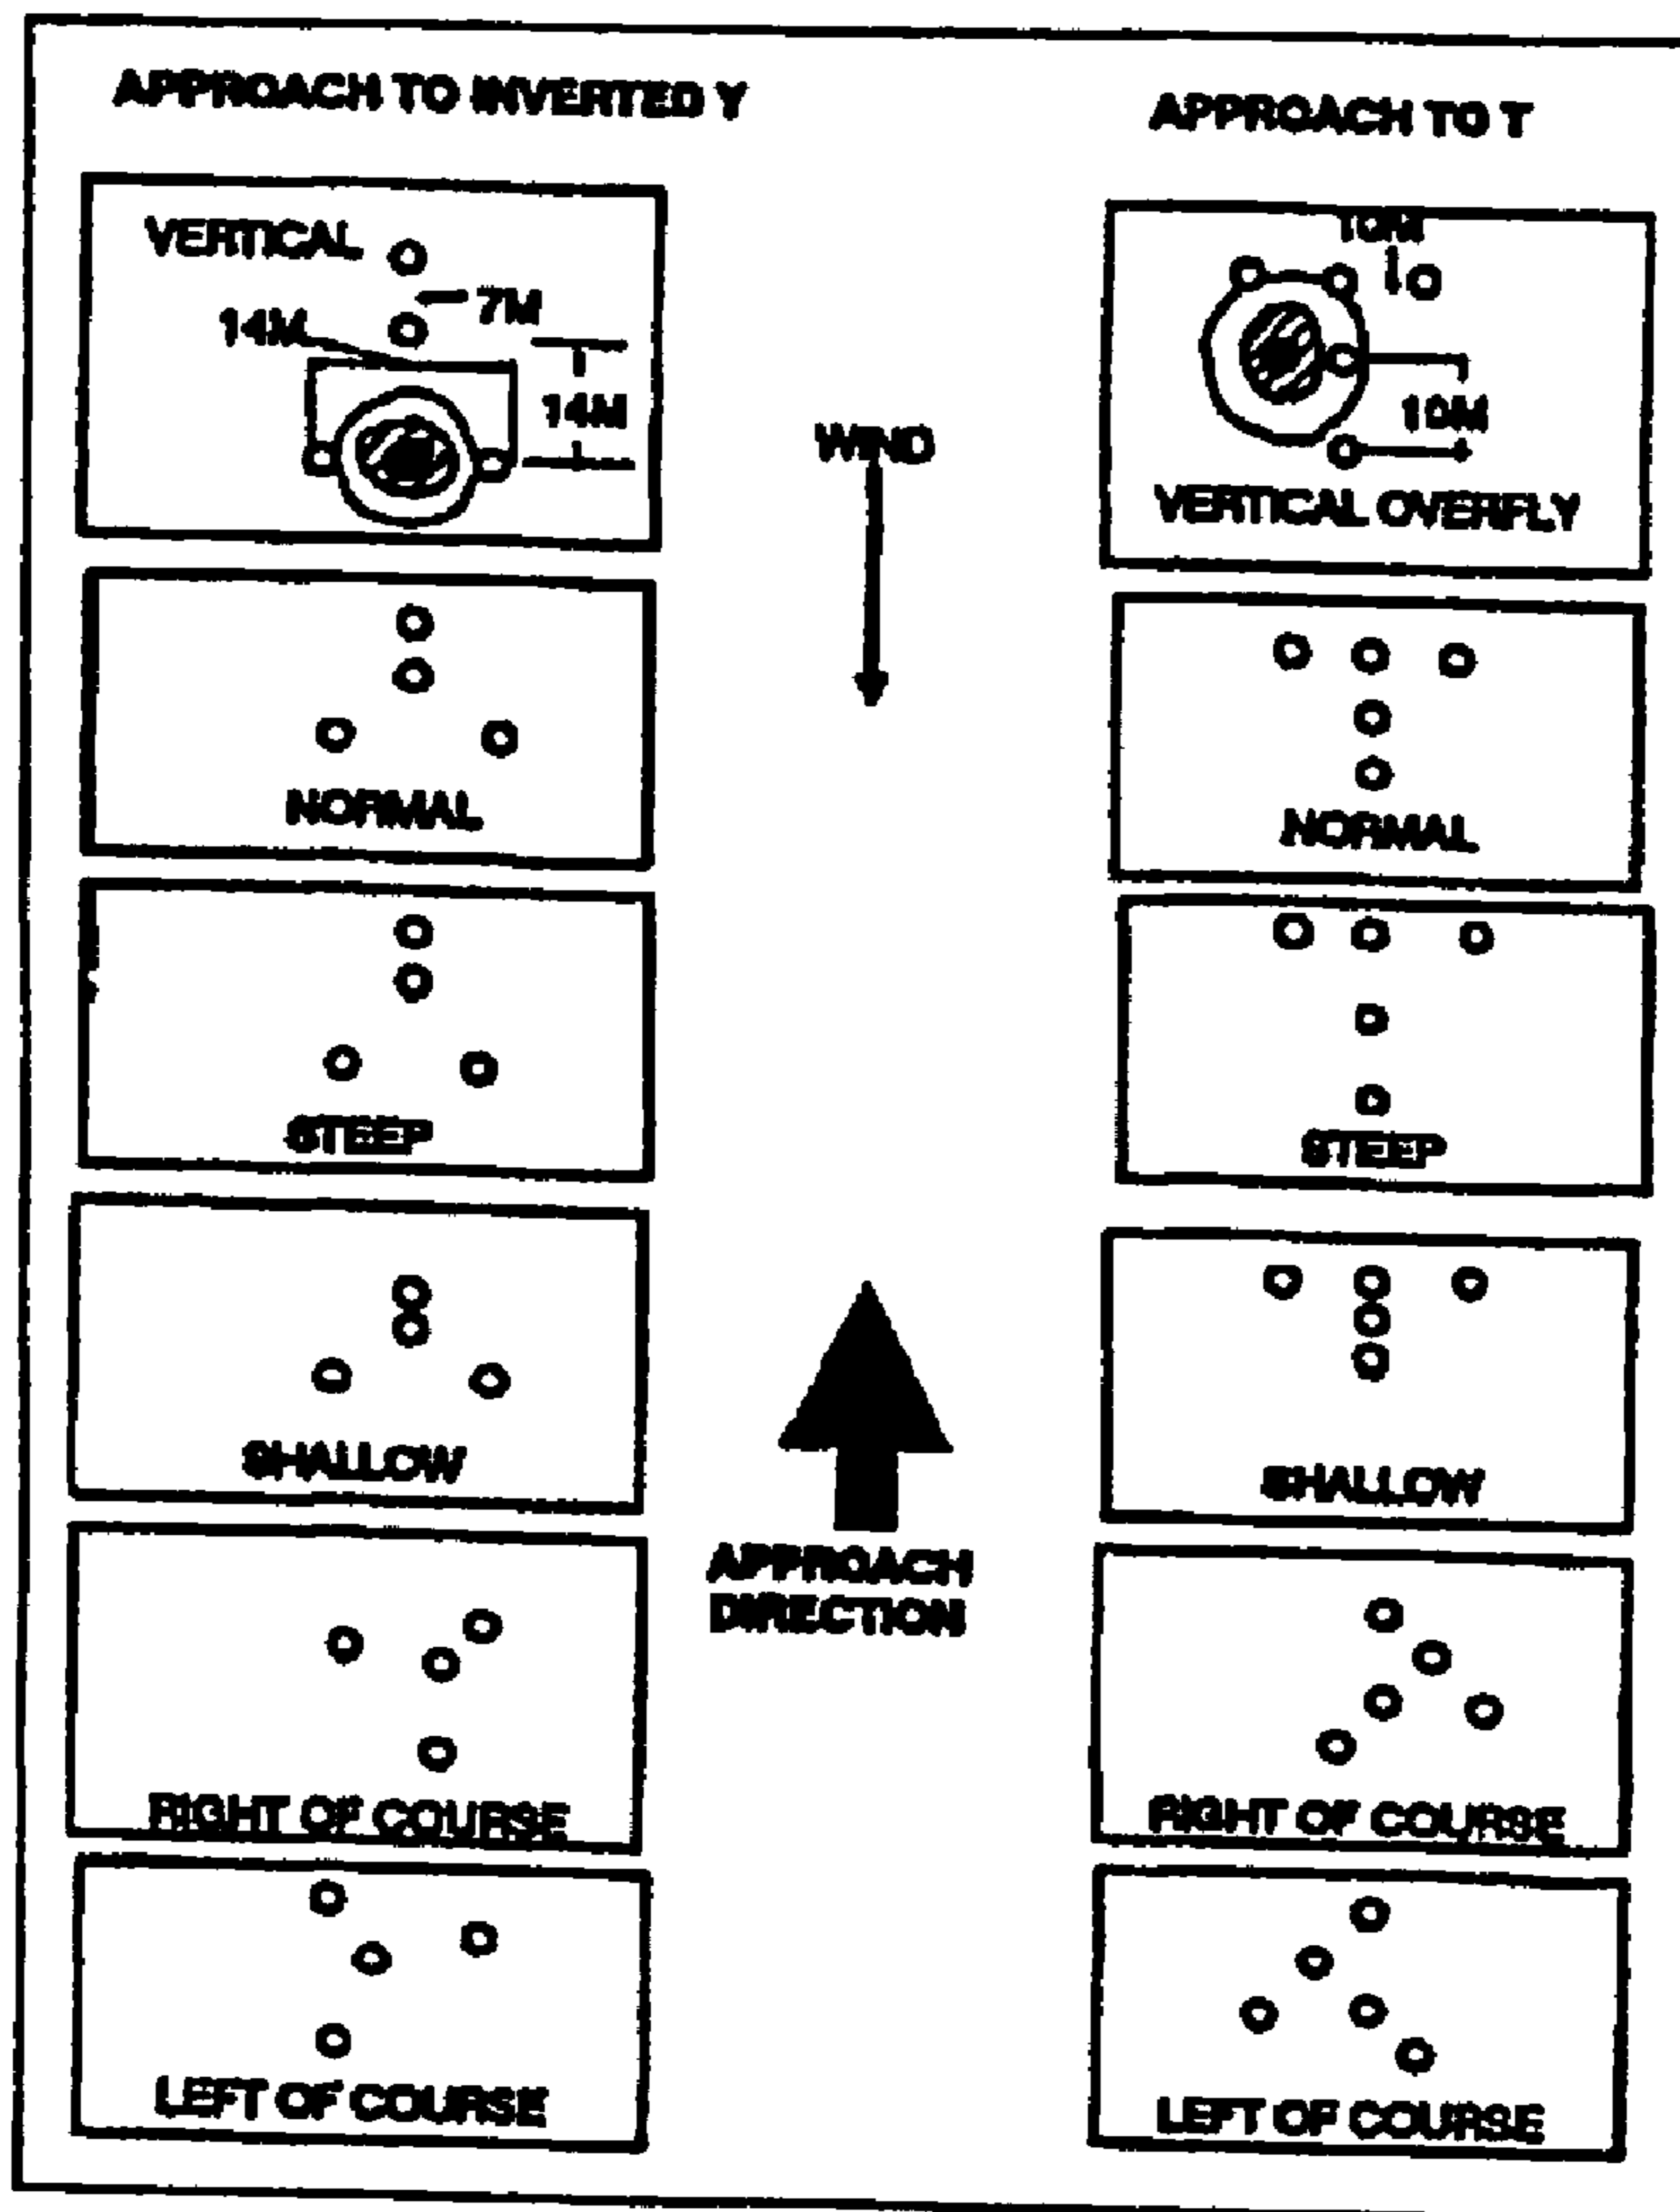 APPROACH TO INVERTED Y
VERTICAL
7M
14M
14M
NORMAL
STEEP
SHALLOW
RIGHT OF COURSE
LEFT OF COURSE
WIND
APPROACH
DIRECTION
APPROACH TO T
10M
10M
VERTICAL OVERFLY
NORMAL
STEEP
SHALLOW
RIGHT OF COURSE
LEFT OF COURSE